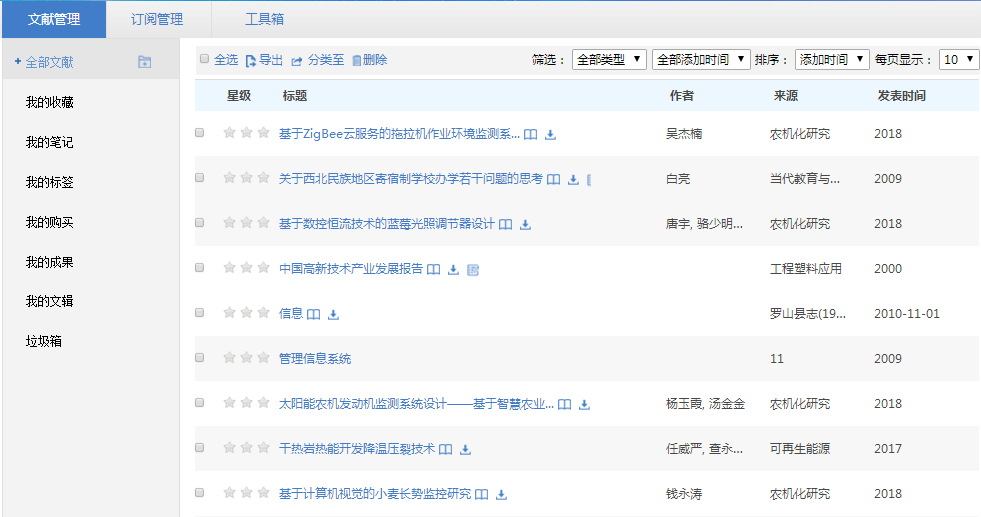 文献管理 订阅管理 工具箱
+ 全部文献
我的收藏
我的笔记
我的标签
我的购买
我的成果
我的文辑
垃圾箱
全选 导出 分类至 删除 筛选： 全部类型 全部添加时间 排序： 添加时间 每页显示： 10
星级 标题 作者 来源 发表时间
基于ZigBee云服务的拖拉机作业环境监测系... 吴杰楠 农机化研究 2018
关于西北民族地区寄宿制学校办学若干问题的思考 白亮 当代教育与... 2009
基于数控恒流技术的蓝莓光照调节器设计 唐宇, 骆少明... 农机化研究 2018
中国高新技术产业发展报告 工程塑料应用 2000
信息 罗山县志(19... 2010-11-01
管理信息系统 11 2009
太阳能农机发动机监测系统设计——基于智慧农业... 杨玉霞, 汤金金 农机化研究 2018
干热岩热能开发降温压裂技术 任威严, 查永... 可再生能源 2017
基于计算机视觉的小麦长势监控研究 钱永涛 农机化研究 2018